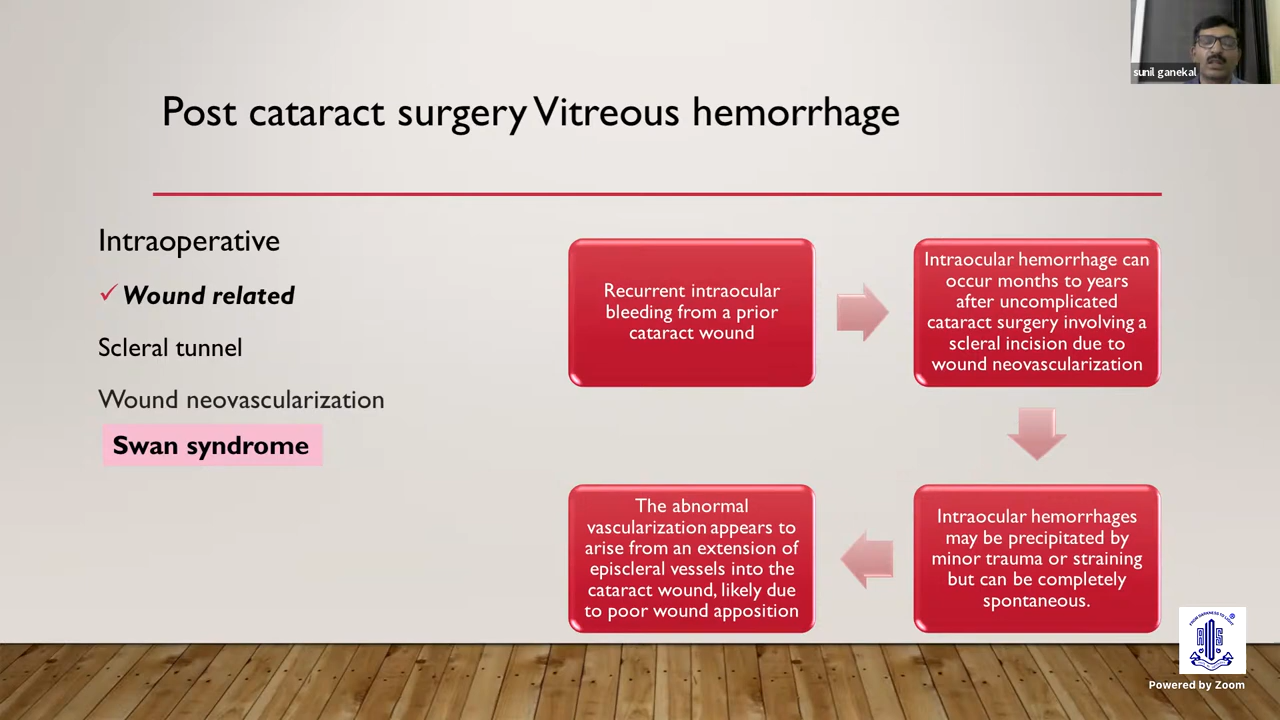 sunil ganekal
Post cataract surgery Vitreous hemorrhage
Intraoperative
✓ Wound related
Scleral tunnel
Wound neovascularization
Swan syndrome
Recurrent intraocular
bleeding from a prior
cataract wound
Intraocular hemorrhage can
occur months to years
after uncomplicated
cataract surgery involving a
scleral incision due to
wound neovascularization
Intraocular hemorrhages
may be precipitated by
minor trauma or straining
but can be completely
spontaneous.
The abnormal
vascularization appears to
arise from an extension of
episcleral vessels into the
cataract wound, likely due
to poor wound apposition
Powered by Zoom